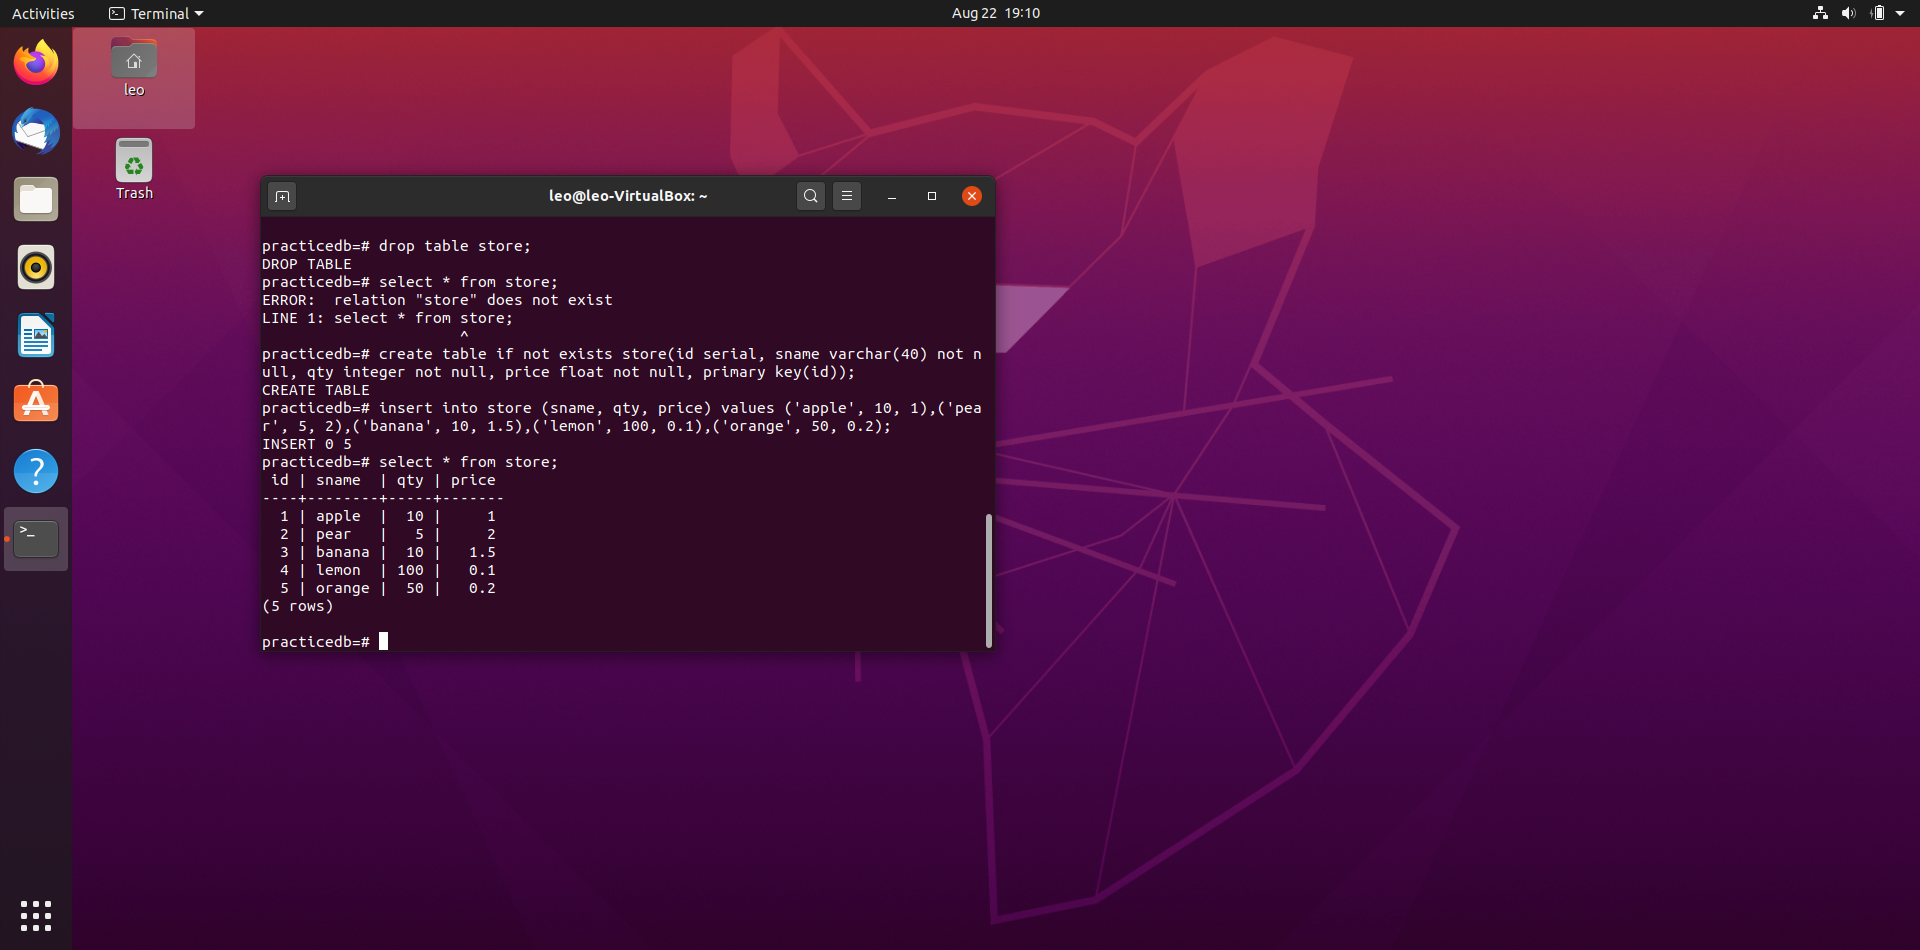 Activities
Terminal
Aug 22 19:10
leo
Trash
leo@leo-VirtualBox: ~
practicedb=# drop table store;
DROP TABLE
practicedb=# select * from store;
ERROR:  relation "store" does not exist
LINE 1: select * from store;
                      ^
practicedb=# create table if not exists store(id serial, sname varchar(40) not n
ull, qty integer not null, price float not null, primary key(id));
CREATE TABLE
practicedb=# insert into store (sname, qty, price) values ('apple', 10, 1),('pea
r', 5, 2),('banana', 10, 1.5),('lemon', 100, 0.1),('orange', 50, 0.2);
INSERT 0 5
practicedb=# select * from store;
 id | sname  | qty | price
----+--------+-----+-------
  1 | apple  |  10 |     1
  2 | pear   |   5 |     2
  3 | banana |  10 |   1.5
  4 | lemon  | 100 |   0.1
  5 | orange |  50 |   0.2
(5 rows)
practicedb=#